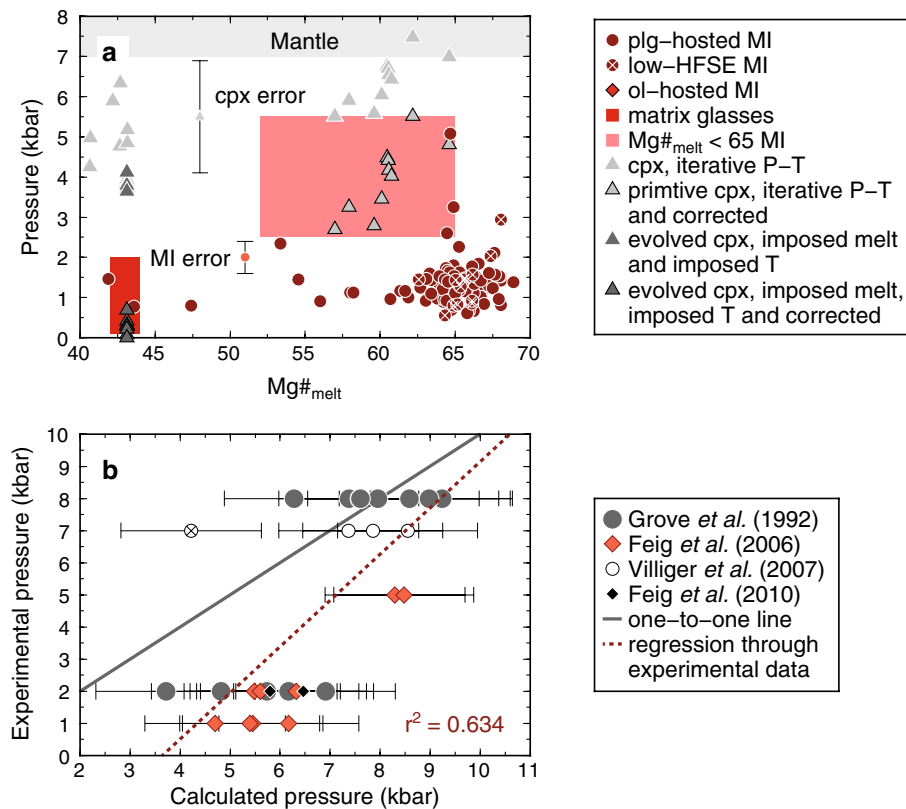 8
7
6
5
4
3
2
1
0
Pressure (kbar)
a
Mantle
cpx error
MI error
40 45 50 55 60 65 70
Mg#melt
plg-hosted MI
low-HFSE MI
ol-hosted MI
matrix glasses
Mg#melt < 65 MI
cpx, iterative P-T
primtive cpx, iterative P-T
and corrected
evolved cpx, imposed melt
and imposed T
evolved cpx, imposed melt,
imposed T and corrected
10
9
8
7
6
5
4
3
2
1
0
Experimental pressure (kbar)
b
r2 = 0.634
2 3 4 5 6 7 8 9 10 11
Calculated pressure (kbar)
Grove et al. (1992)
Feig et al. (2006)
Villiger et al. (2007)
Feig et al. (2010)
one-to-one line
regression through
experimental data